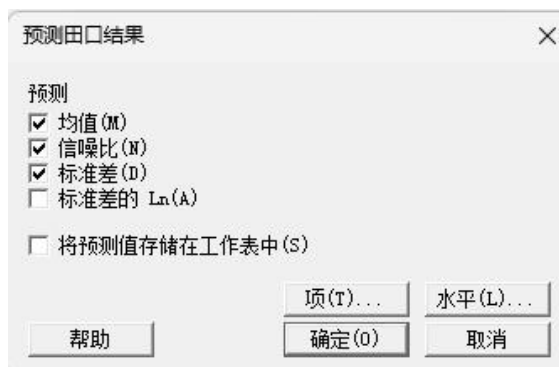 预测田口结果
预测
均值(M)
信噪比(N)
标准差(D)
标准差的 Ln(A)
将预测值存储在工作表中(S)
项(T)... 水平(L)...
帮助 确定(O) 取消